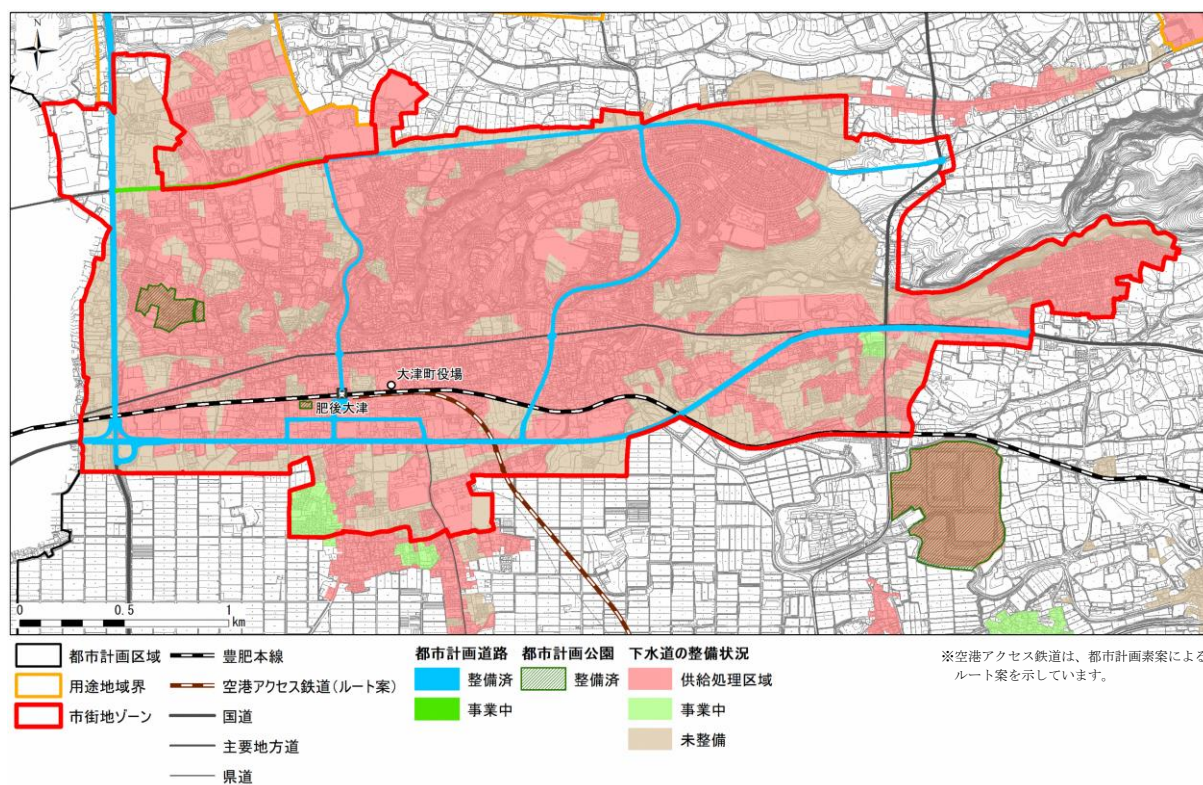 N
大津町役場
肥後大津
0 0.5 1
km
都市計画区域
用途地域界
市街地ゾーン
豊肥本線
空港アクセス鉄道(ルート案)
国道
主要地方道
県道
都市計画道路
整備済
事業中
都市計画公園
整備済
下水道の整備状況
供給処理区域
事業中
未整備
※空港アクセス鉄道は、都市計画素案による
ルート案を示しています。